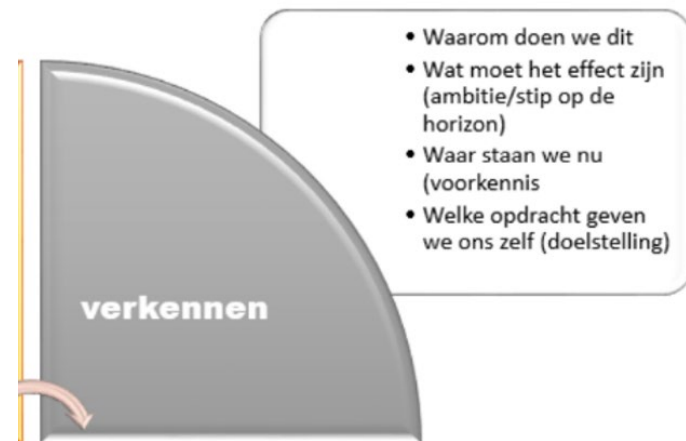 • Waarom doen we dit
• Wat moet het effect zijn
(ambitie/stip op de
horizon)
• Waar staan we nu
(voorkennis
• Welke opdracht geven
we ons zelf (doelstelling)
verkennen